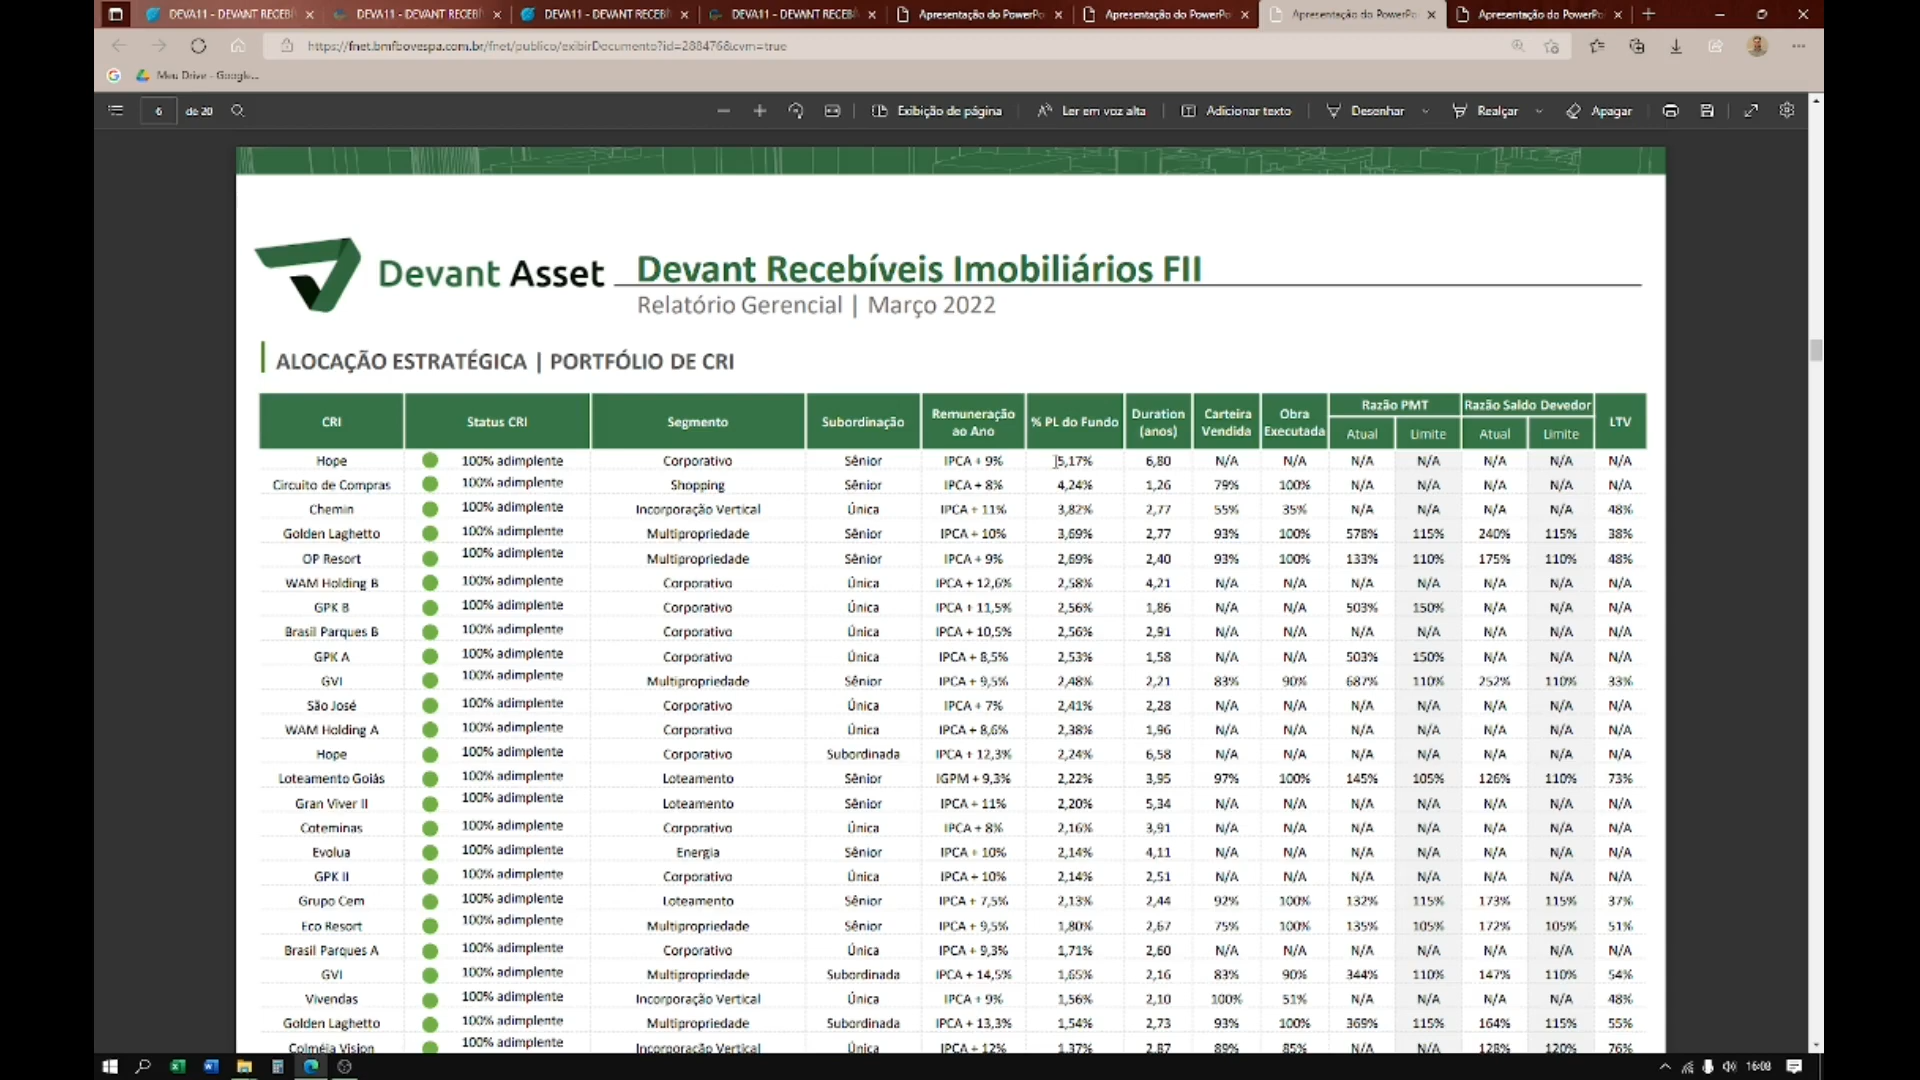 DEVA11 - DEVANT RECEBÍ DEVA11 - DEVANT RECEBÍ DEVA11 - DEVANT RECEBÍ DEVA11 - DEVANT RECEBÍ Apresentação do PowerPo Apresentação do PowerPo Apresentação do PowerPo Apresentação do PowerPo
https://fnet.bmfbovespa.com.br/fnet/publico/exibirDocumento?id=288476&cvm=true
Meu Drive - Google...
6 de 20 Exibição de página Ler em voz alta Adicionar texto Desenhar Realçar Apagar
Devant Asset Devant Recebíveis Imobiliários FII
Relatório Gerencial | Março 2022
ALOCAÇÃO ESTRATÉGICA | PORTFÓLIO DE CRI
CRI Status CRI Segmento Subordinação Remuneração ao Ano % PL do Fundo Duration (anos) Carteira Vendida Obra Executada Razão PMT Atual Limite Razão Saldo Devedor Atual Limite LTV
Hope 100% adimplente Corporativo Sênior IPCA + 9% 5,17% 6,80 N/A N/A N/A N/A N/A N/A N/A
Circuito de Compras 100% adimplente Shopping Sênior IPCA + 8% 4,24% 1,26 79% 100% N/A N/A N/A N/A N/A
Chemin 100% adimplente Incorporação Vertical Única IPCA + 11% 3,82% 2,77 55% 35% N/A N/A N/A N/A 48%
Golden Laghetto 100% adimplente Multipropriedade Sênior IPCA + 10% 3,69% 2,77 93% 100% 578% 115% 240% 115% 38%
OP Resort 100% adimplente Multipropriedade Sênior IPCA + 9% 2,69% 2,40 93% 100% 133% 110% 175% 110% 48%
WAM Holding B 100% adimplente Corporativo Única IPCA + 12,6% 2,58% 4,21 N/A N/A N/A N/A N/A N/A N/A
GPK B 100% adimplente Corporativo Única IPCA + 11,5% 2,56% 1,86 N/A N/A 503% 150% N/A N/A N/A
Brasil Parques B 100% adimplente Corporativo Única IPCA + 10,5% 2,56% 2,91 N/A N/A N/A N/A N/A N/A N/A
GPK A 100% adimplente Corporativo Única IPCA + 8,5% 2,53% 1,58 N/A N/A 503% 150% N/A N/A N/A
GVI 100% adimplente Multipropriedade Sênior IPCA + 9,5% 2,48% 2,21 83% 90% 687% 110% 252% 110% 33%
São José 100% adimplente Corporativo Única IPCA + 7% 2,41% 2,28 N/A N/A N/A N/A N/A N/A N/A
WAM Holding A 100% adimplente Corporativo Única IPCA + 8,6% 2,38% 1,96 N/A N/A N/A N/A N/A N/A N/A
Hope 100% adimplente Corporativo Subordinada IPCA + 12,3% 2,24% 6,58 N/A N/A N/A N/A N/A N/A N/A
Loteamento Goiás 100% adimplente Loteamento Sênior IGPM + 9,3% 2,22% 3,95 97% 100% 145% 105% 126% 110% 73%
Gran Viver II 100% adimplente Loteamento Sênior IPCA + 11% 2,20% 5,34 N/A N/A N/A N/A N/A N/A N/A
Coteminas 100% adimplente Corporativo Única IPCA + 8% 2,16% 3,91 N/A N/A N/A N/A N/A N/A N/A
Evolua 100% adimplente Energia Sênior IPCA + 10% 2,14% 4,11 N/A N/A N/A N/A N/A N/A N/A
GPK II 100% adimplente Corporativo Única IPCA + 10% 2,14% 2,51 N/A N/A N/A N/A N/A N/A N/A
Grupo Cem 100% adimplente Loteamento Sênior IPCA + 7,5% 2,13% 2,44 92% 100% 132% 115% 173% 115% 37%
Eco Resort 100% adimplente Multipropriedade Sênior IPCA + 9,5% 1,80% 2,67 75% 100% 135% 105% 172% 105% 51%
Brasil Parques A 100% adimplente Corporativo Única IPCA + 9,3% 1,71% 2,60 N/A N/A N/A N/A N/A N/A N/A
GVI 100% adimplente Multipropriedade Subordinada IPCA + 14,5% 1,65% 2,16 83% 90% 344% 110% 147% 110% 54%
Vivendas 100% adimplente Incorporação Vertical Única IPCA + 9% 1,56% 2,10 100% 51% N/A N/A N/A N/A 48%
Golden Laghetto 100% adimplente Multipropriedade Subordinada IPCA + 13,3% 1,54% 2,73 93% 100% 369% 115% 164% 115% 55%
Colméia Vision 100% adimplente Incorporação Vertical Única IPCA + 12% 1,37% 2,87 89% 85% N/A N/A 128% 120% 76%
16:08